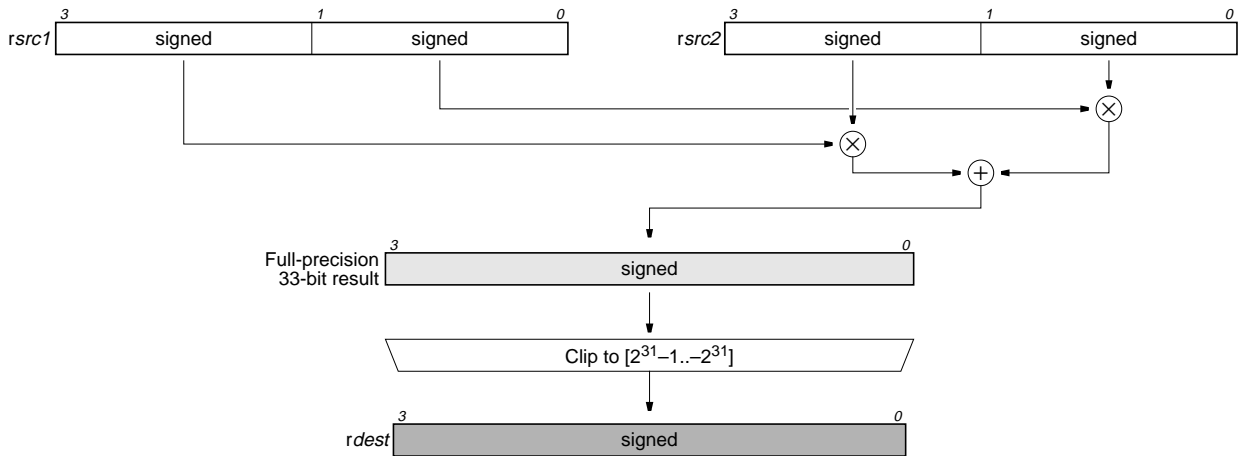 3 1 0 3 1 0
rsrc1 signed signed rsrc2 signed signed
× 
×
+
3 0
Full-precision
33-bit result
signed
Clip to [2³¹–1..–2³¹]
3 0
rdest signed